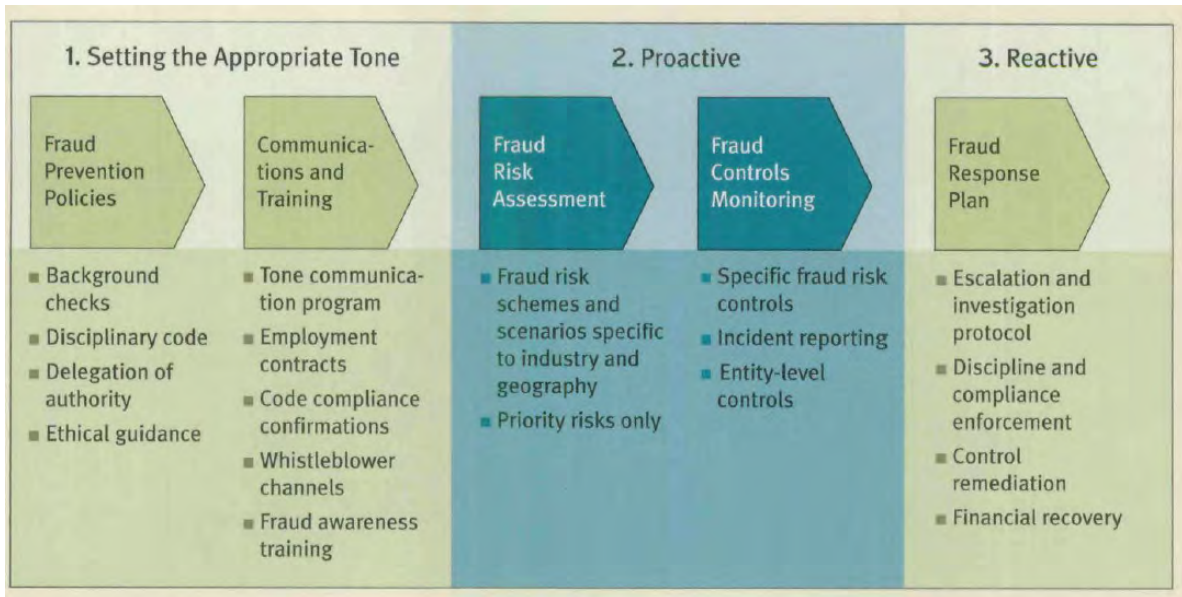 1. Setting the Appropriate Tone
2. Proactive
3. Reactive
Fraud
Prevention
Policies
Communica-
tions and
Training
Fraud
Risk
Assessment
Fraud
Controls
Monitoring
Fraud
Response
Plan
Background
checks
Disciplinary code
Delegation of
authority
Ethical guidance
Tone communica-
tion program
Employment
contracts
Code compliance
confirmations
Whistleblower
channels
Fraud awareness
training
Fraud risk
schemes and
scenarios specific
to industry and
geography
Priority risks only
Specific fraud risk
controls
Incident reporting
Entity-level
controls
Escalation and
investigation
protocol
Discipline and
compliance
enforcement
Control
remediation
Financial recovery